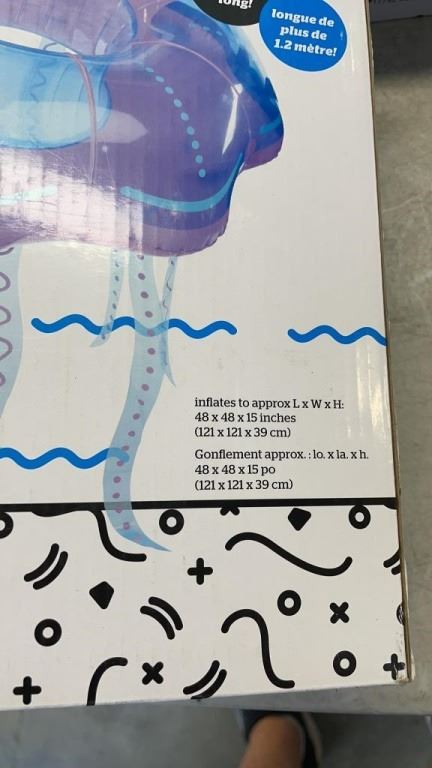 long!
longue de
plus de
1.2 mètre!
inflates to approx L x W x H:
48 x 48 x 15 inches
(121 x 121 x 39 cm)
Gonflement approx. : lo. x la. x h.
48 x 48 x 15 po
(121 x 121 x 39 cm)